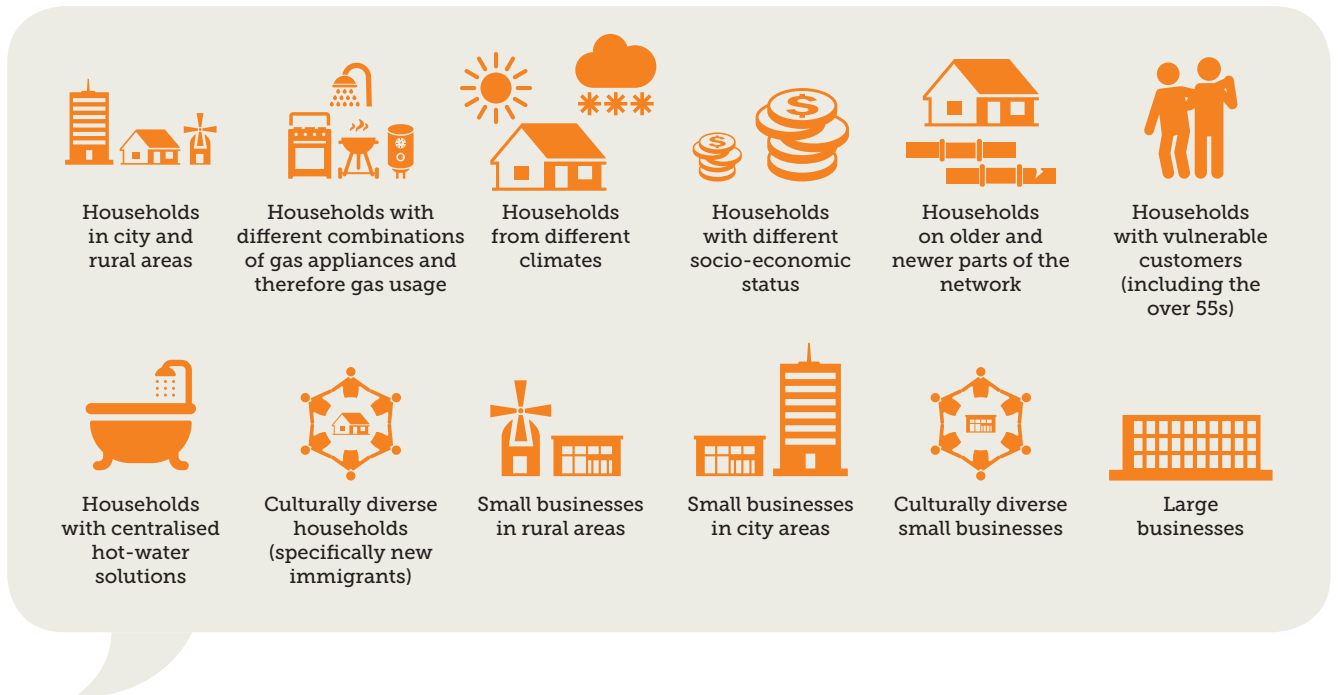 Households
in city and
rural areas
Households with
different combinations
of gas appliances and
therefore gas usage
Households
from different
climates
Households
with different
socio-economic
status
Households
on older and
newer parts of the
network
Households
with vulnerable
customers
(including the
over 55s)
Households
with centralised
hot-water
solutions
Culturally diverse
households
(specifically new
immigrants)
Small businesses
in rural areas
Small businesses
in city areas
Culturally diverse
small businesses
Large
businesses